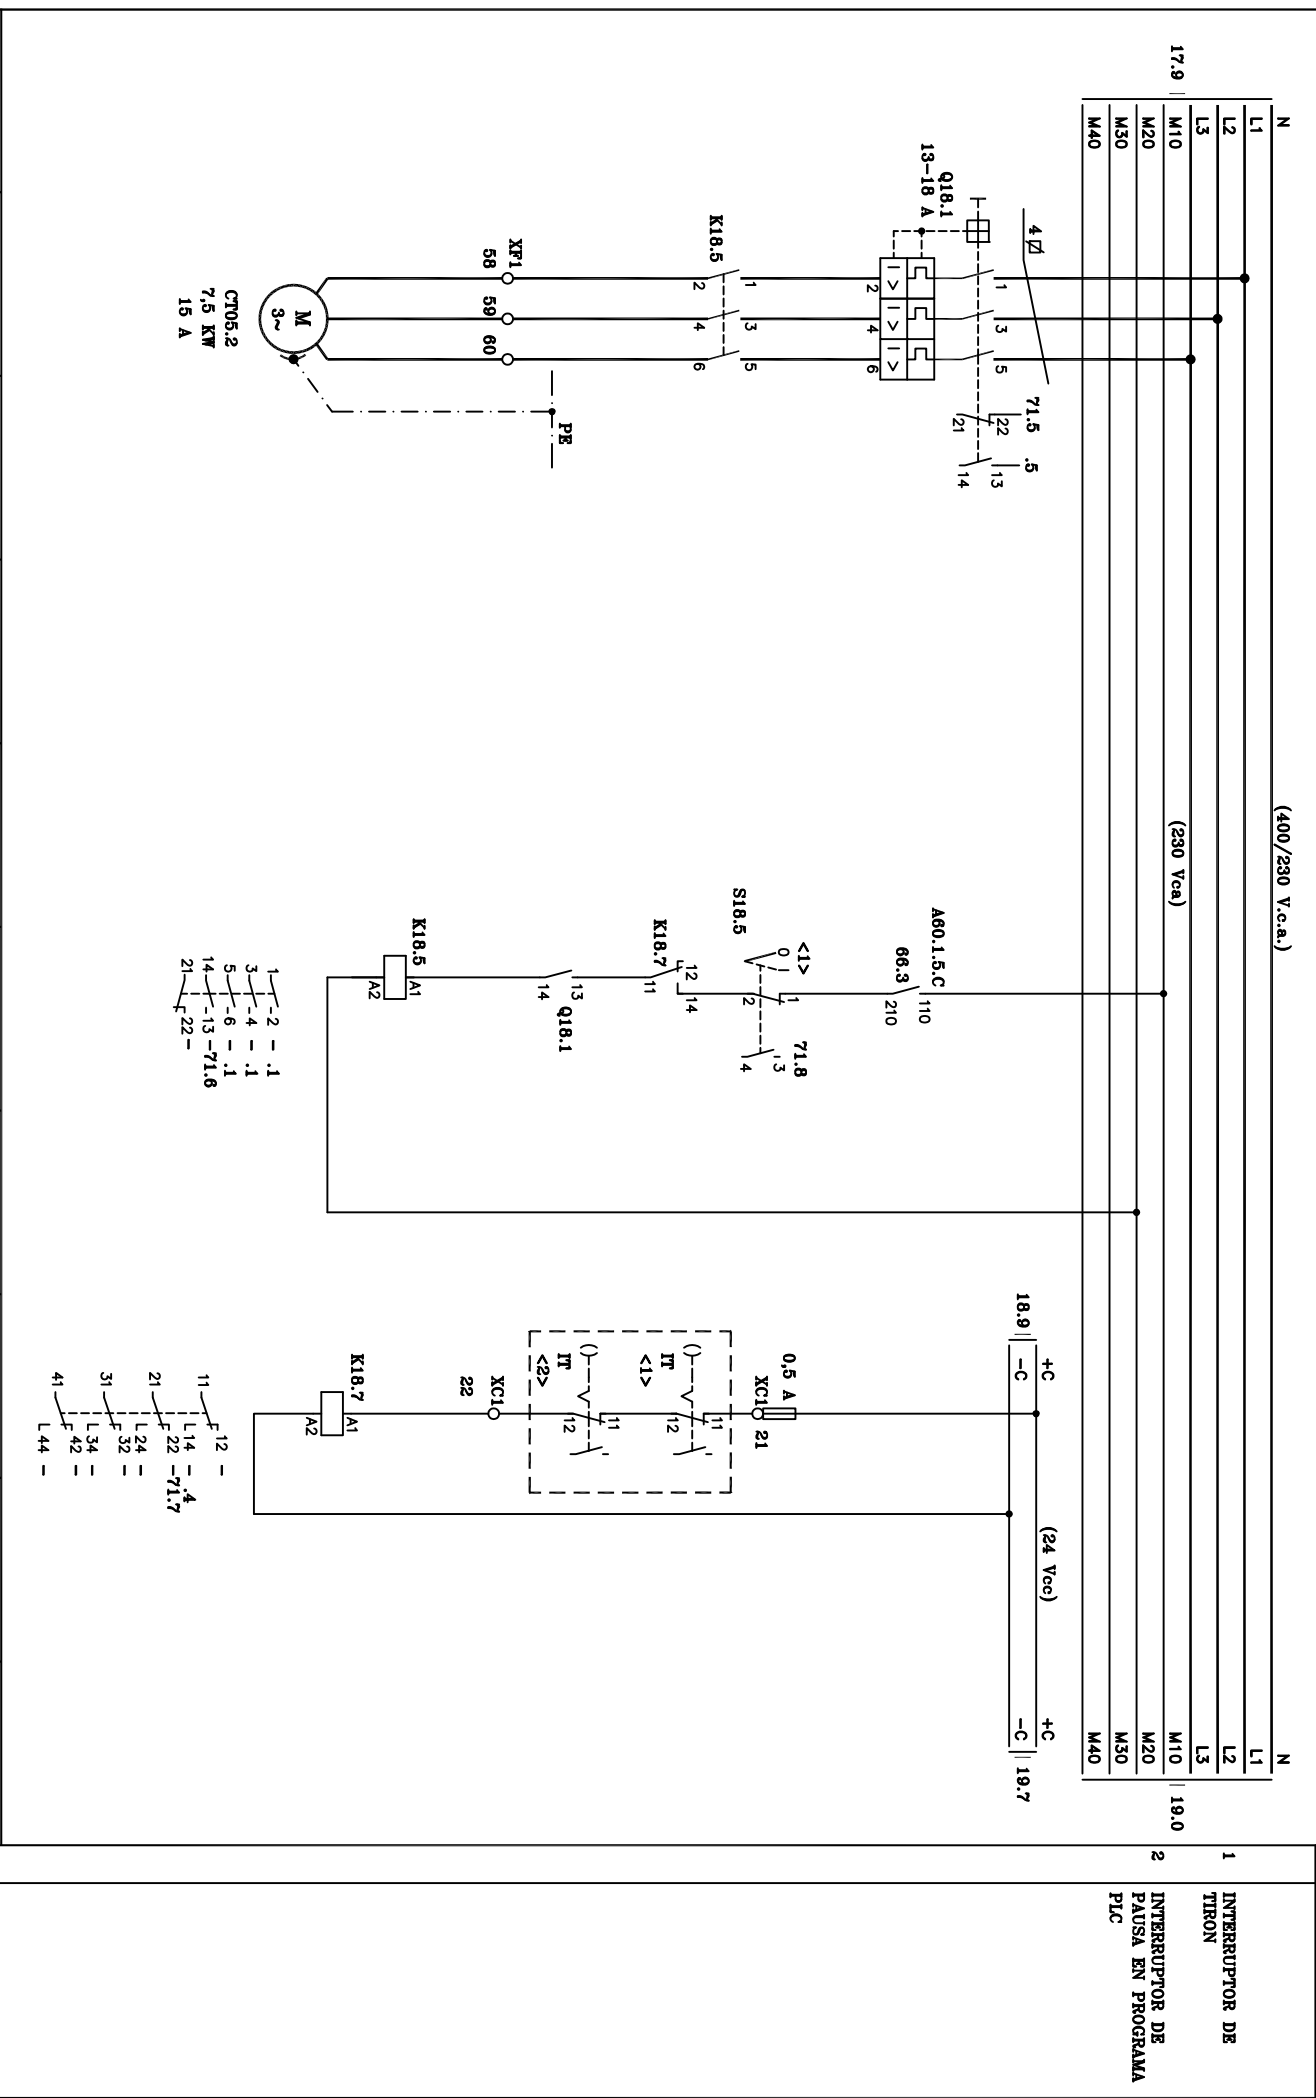 (400/230 V.c.a.)
N
L1
L2
L3
M10
M20
M30
M40
17.9
(230 Vca)
N
L1
L2
L3
M10
M20
M30
M40
19.0
4
Q18.1
13-18 A
1
3
5
2
4
6
71.5
22
21
.5
13
14
K18.5
1
3
5
2
4
6
XF1
58
59
60
PE
M
3~
CT05.2
7,5 KW
15 A
A60.1.5.C
66.3
110
210
<1>
0
I
S18.5
1
2
71.8
3
4
K18.7
12
14
11
13
14
Q18.1
K18.5
A1
A2
1 -2 - .1
3 -4 - .1
5 -6 - .1
14 -13 -71.6
21 22 -
18.9
+C
-C
(24 Vcc)
+C
-C
19.7
0,5 A
XC1
21
IT
<1>
11
12
IT
<2>
11
12
XC1
22
K18.7
A1
A2
11 12 -
14 - .4
21 22 -71.7
24 -
31 32 -
34 -
41 42 -
44 -
1 INTERRUPTOR DE
TIRON
2 INTERRUPTOR DE
PAUSA EN PROGRAMA
PLC